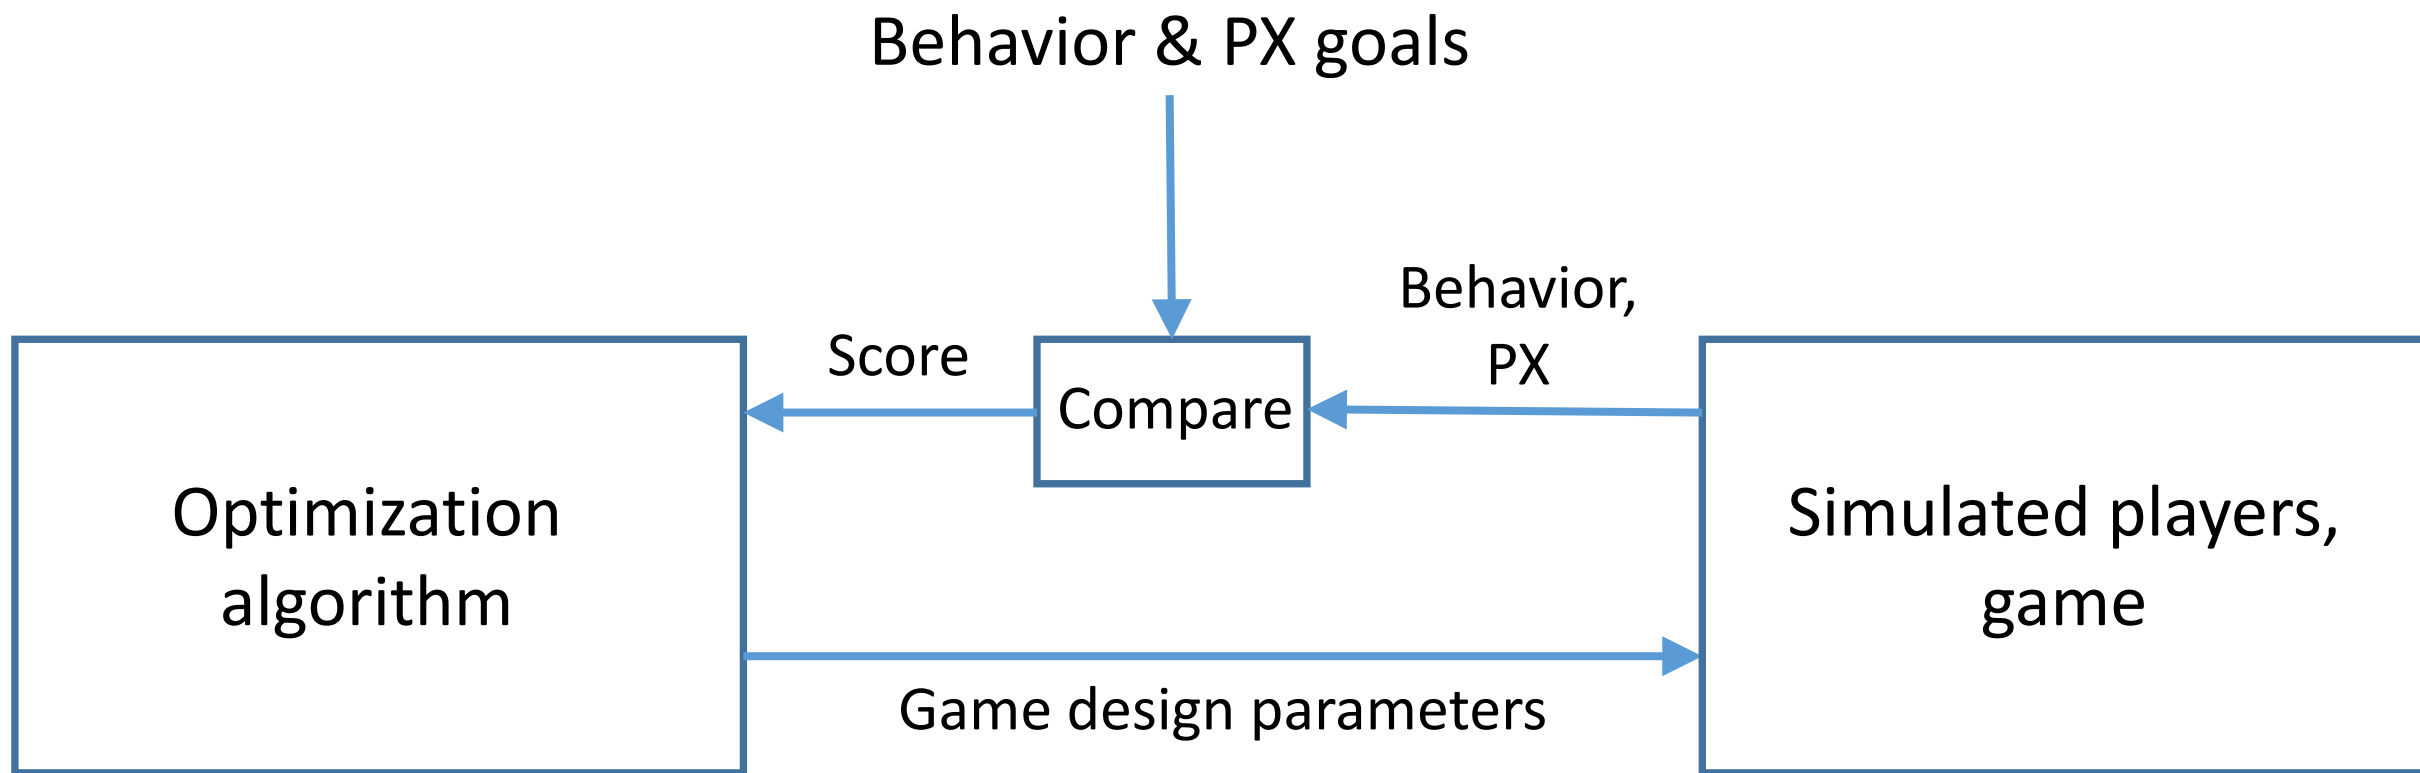 Behavior & PX goals
Behavior,
PX
Score
Compare
Optimization
algorithm
Simulated players,
game
Game design parameters